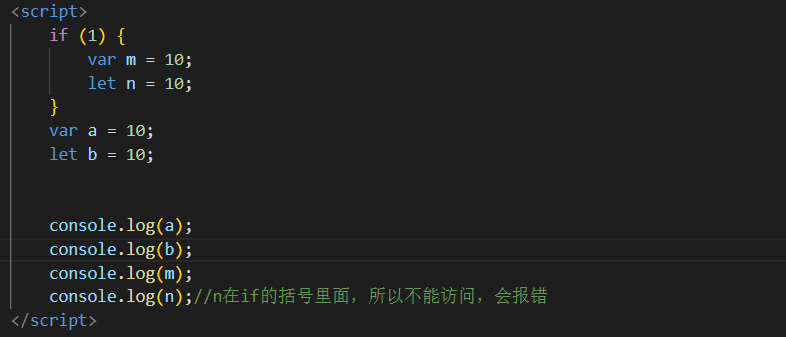 <script>
if (1) {
var m = 10;
let n = 10;
}
var a = 10;
let b = 10;
console.log(a);
console.log(b);
console.log(m);
console.log(n);//n在if的括号里面，所以不能访问，会报错
</script>